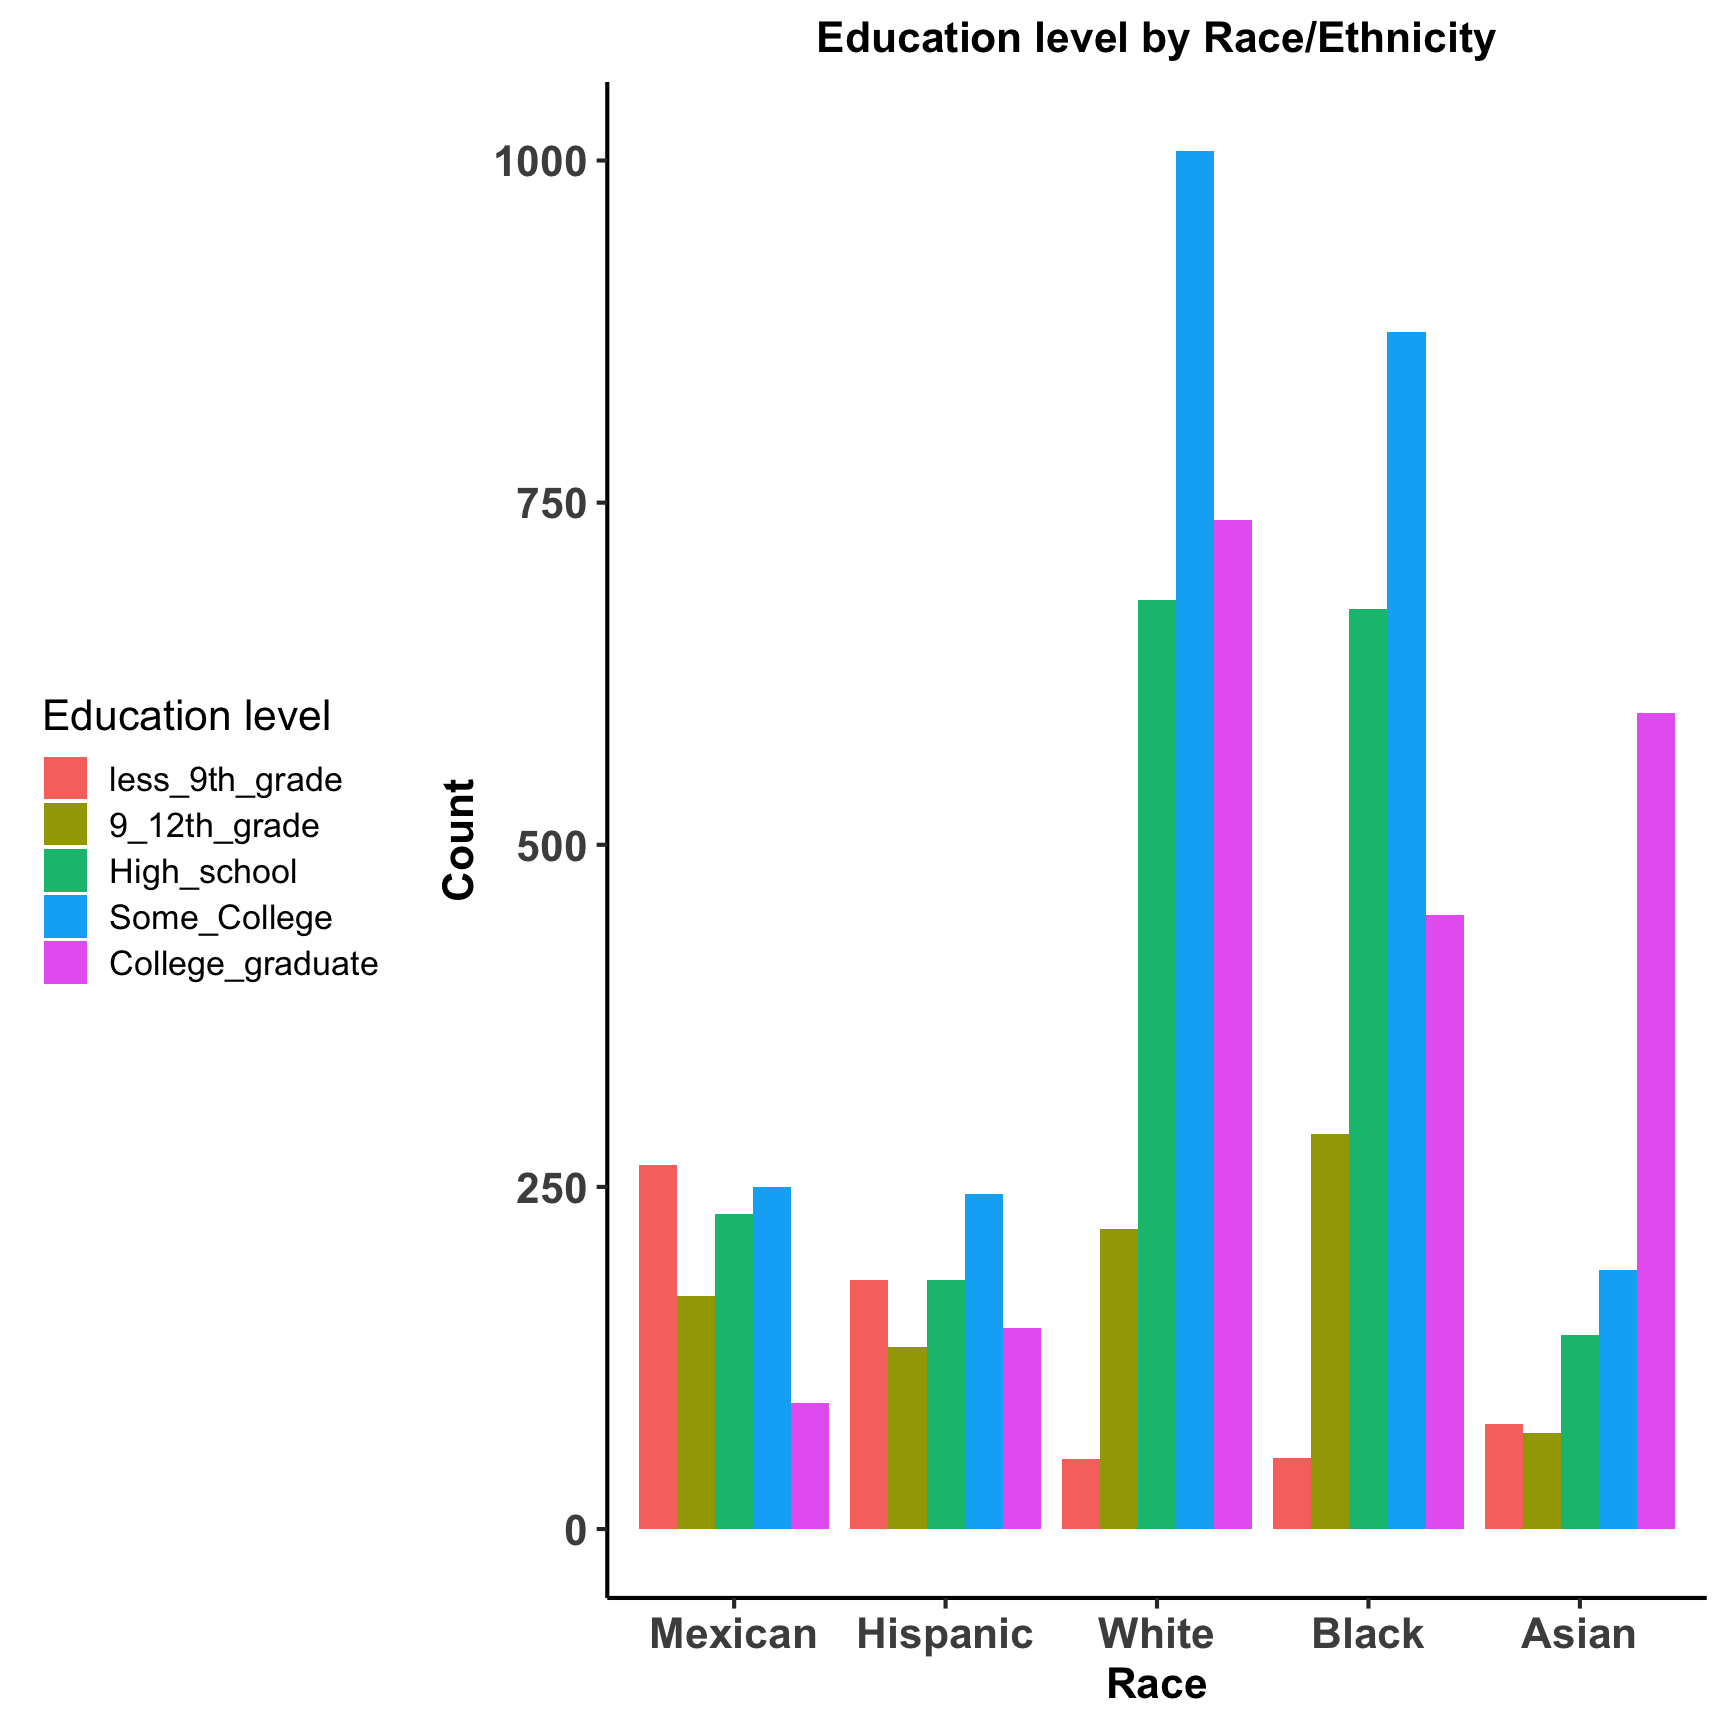 Education level by Race/Ethnicity
1000
750
500
250
0
Count
Education level
less_9th_grade
9_12th_grade
High_school
Some_College
College_graduate
Mexican Hispanic White Black Asian
Race